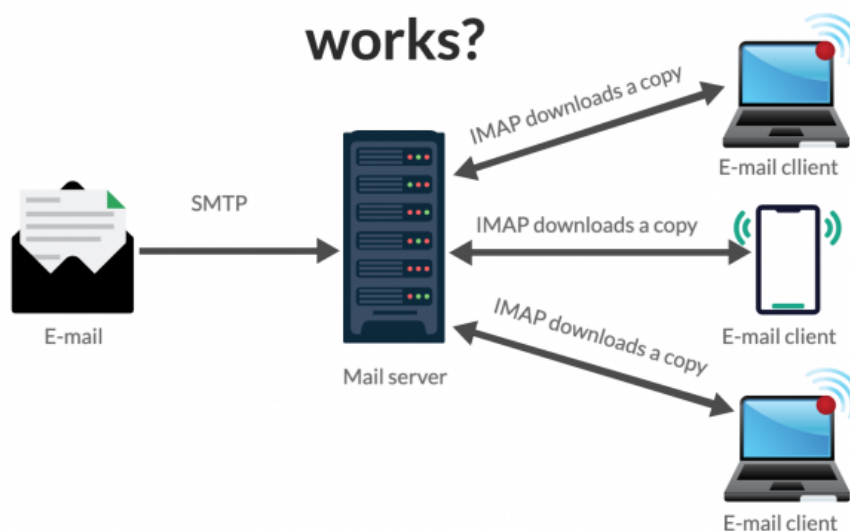 works?
IMAP downloads a copy
E-mail cllient
SMTP
IMAP downloads a copy
E-mail
E-mail client
IMAP downloads a copy
Mail server
E-mail client